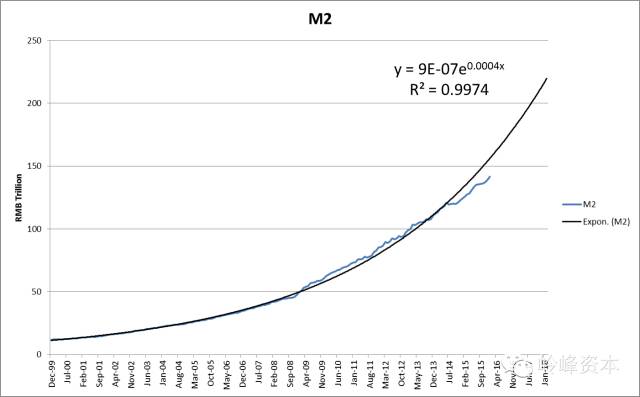 M2
250
200
150
100
50
0
RMB Trillion
y = 9E-07e0.0004x
R² = 0.9974
M2
Expon. (M2)
Dec-99
Jul-00
Feb-01
Sep-01
Apr-02
Nov-02
Jun-03
Jan-04
Aug-04
Mar-05
Oct-05
May-06
Dec-06
Jul-07
Feb-08
Sep-08
Apr-09
Nov-09
Jun-10
Jan-11
Aug-11
Mar-12
Oct-12
May-13
Dec-13
Jul-14
Feb-15
Sep-15
Apr-16
Jan-18
吟峰资本